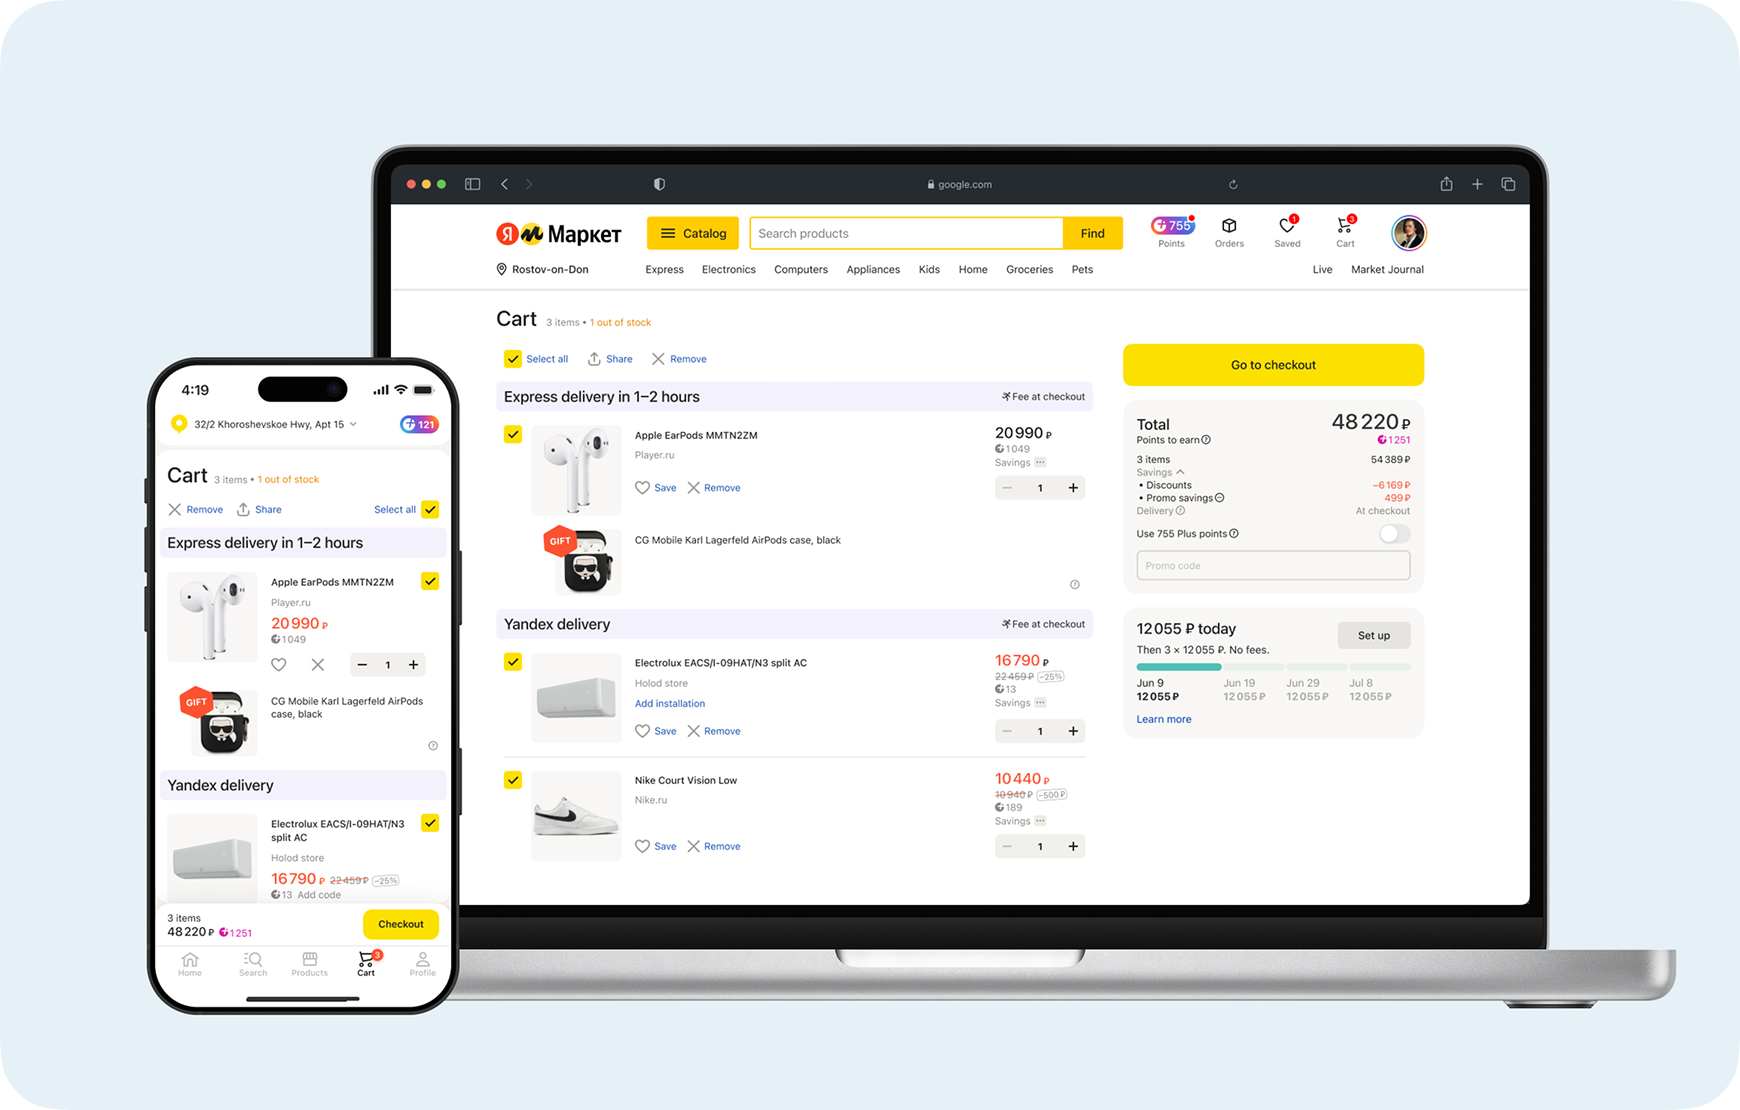 google.com
Я м Маркет
Catalog
Search products
Find
755
Points
Orders
1
Saved
3
Cart
Rostov-on-Don
Express
Electronics
Computers
Appliances
Kids
Home
Groceries
Pets
Live
Market Journal
Cart
3 items • 1 out of stock
Select all
Share
Remove
Express delivery in 1–2 hours
Fee at checkout
Apple EarPods MMTN2ZM
Player.ru
Save
Remove
20 990 ₽
1 049
Savings ···
− 1 +
GIFT
CG Mobile Karl Lagerfeld AirPods case, black
?
Yandex delivery
Fee at checkout
Electrolux EACS/I-09HAT/N3 split AC
Holod store
Add installation
Save
Remove
16 790 ₽
22 459 ₽ −25%
13
Savings ···
− 1 +
Nike Court Vision Low
Nike.ru
Save
Remove
10 440 ₽
10 940 ₽ −500 ₽
189
Savings ···
− 1 +
Go to checkout
Total 48 220 ₽
Points to earn ? 1 251
3 items 54 389 ₽
Savings
• Discounts −6 169 ₽
• Promo savings 499 ₽
Delivery ? At checkout
Use 755 Plus points ?
Promo code
12 055 ₽ today
Set up
Then 3 × 12 055 ₽. No fees.
Jun 9 Jun 19 Jun 29 Jul 8
12 055 ₽ 12 055 ₽ 12 055 ₽ 12 055 ₽
Learn more
4:19
32/2 Khoroshevskoe Hwy, Apt 15
121
Cart 3 items • 1 out of stock
Remove
Share
Select all
Express delivery in 1–2 hours
Apple EarPods MMTN2ZM
Player.ru
20 990 ₽
1 049
− 1 +
GIFT
CG Mobile Karl Lagerfeld AirPods
case, black
?
Yandex delivery
Electrolux EACS/I-09HAT/N3
split AC
Holod store
16 790 ₽ 22 459 ₽ −25%
13 Add code
3 items
48 220 ₽ 1 251
Checkout
3
Home
Search
Products
Cart
Profile